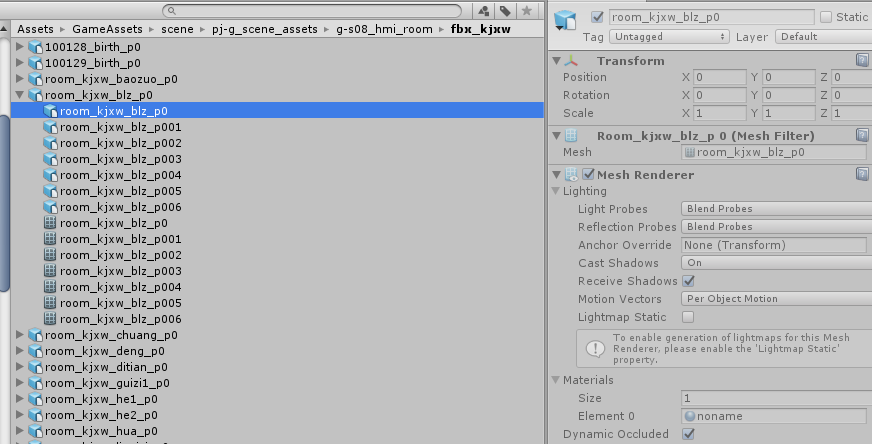 Assets ▸ GameAssets ▸ scene ▸ pj-g_scene_assets ▸ g-s08_hmi_room ▸ fbx_kjxw
100128_birth_p0
100129_birth_p0
room_kjxw_baozuo_p0
room_kjxw_blz_p0
room_kjxw_blz_p0
room_kjxw_blz_p001
room_kjxw_blz_p002
room_kjxw_blz_p003
room_kjxw_blz_p004
room_kjxw_blz_p005
room_kjxw_blz_p006
room_kjxw_blz_p0
room_kjxw_blz_p001
room_kjxw_blz_p002
room_kjxw_blz_p003
room_kjxw_blz_p004
room_kjxw_blz_p005
room_kjxw_blz_p006
room_kjxw_chuang_p0
room_kjxw_deng_p0
room_kjxw_ditian_p0
room_kjxw_guizi1_p0
room_kjxw_he1_p0
room_kjxw_he2_p0
room_kjxw_hua_p0
room_kjxw_blz_p0 Static
Tag Untagged Layer Default
Transform
Position X 0 Y 0 Z 0
Rotation X 0 Y 0 Z 0
Scale X 1 Y 1 Z 1
Room_kjxw_blz_p 0 (Mesh Filter)
Mesh room_kjxw_blz_p0
Mesh Renderer
Lighting
Light Probes Blend Probes
Reflection Probes Blend Probes
Anchor Override None (Transform)
Cast Shadows On
Receive Shadows
Motion Vectors Per Object Motion
Lightmap Static
To enable generation of lightmaps for this Mesh
Renderer, please enable the 'Lightmap Static'
property.
Materials
Size 1
Element 0 noname
Dynamic Occluded